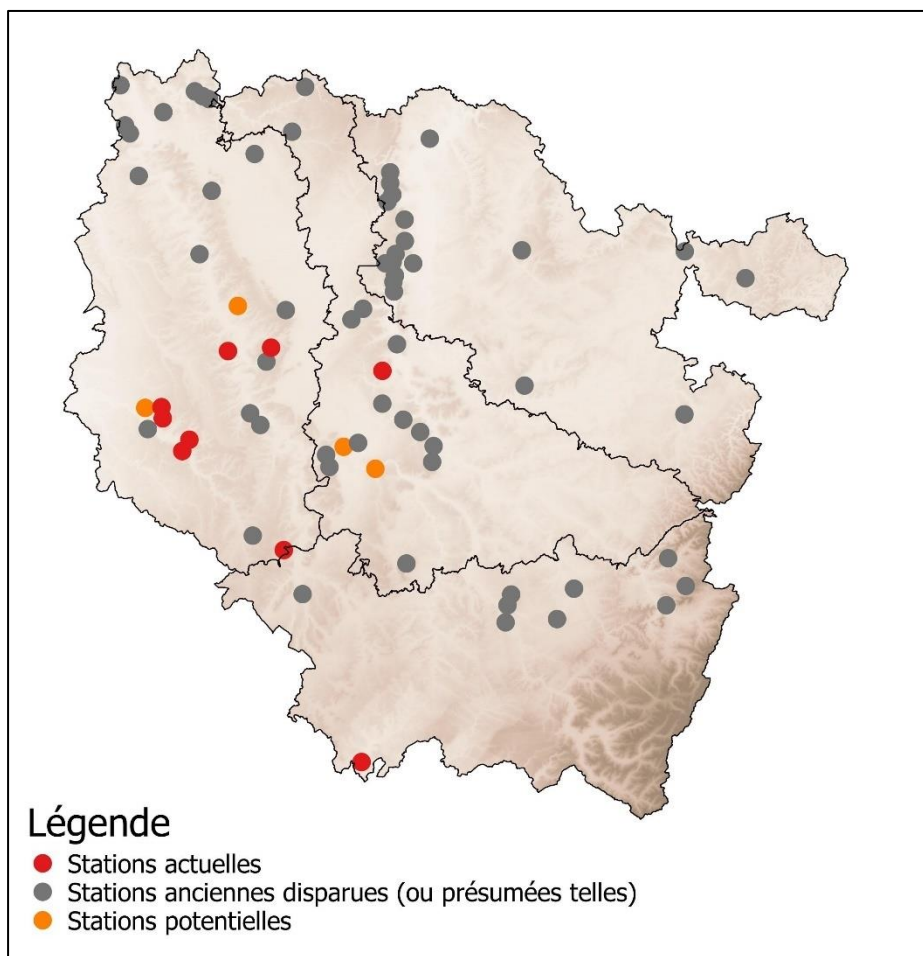 Légende
Stations actuelles
Stations anciennes disparues (ou présumées telles)
Stations potentielles